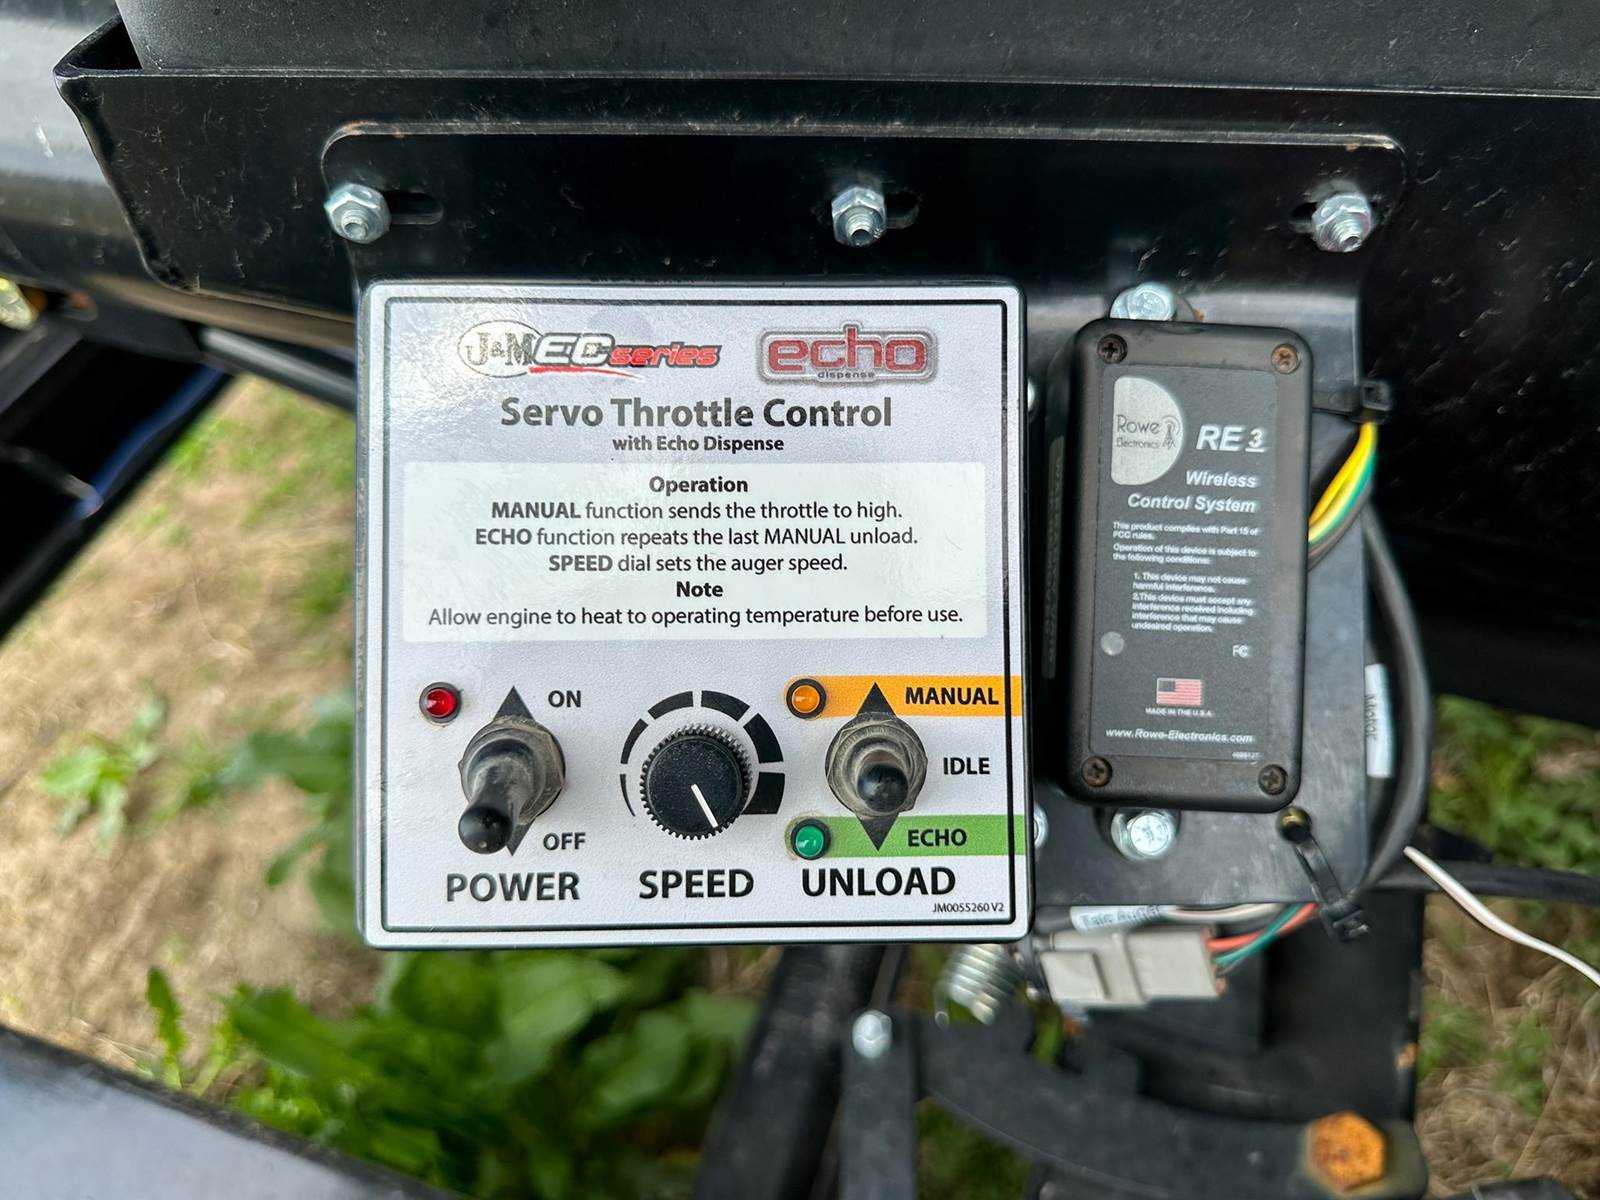 J&M EC series
echo
dispense
Servo Throttle Control
with Echo Dispense
Operation
MANUAL function sends the throttle to high.
ECHO function repeats the last MANUAL unload.
SPEED dial sets the auger speed.
Note
Allow engine to heat to operating temperature before use.
ON
OFF
POWER
SPEED
MANUAL
IDLE
ECHO
UNLOAD
JM0055260 V2
Rowe
Electronics
RE3
Wireless
Control System
This product complies with Part 15 of
FCC rules.
Operation of this device is subject to
the following conditions:
1. This device may not cause
harmful interference.
2.This device must accept any
interference received including
interference that may cause
undesired operation.
FC
MADE IN THE U.S.A.
www.Rowe-Electronics.com
Motor